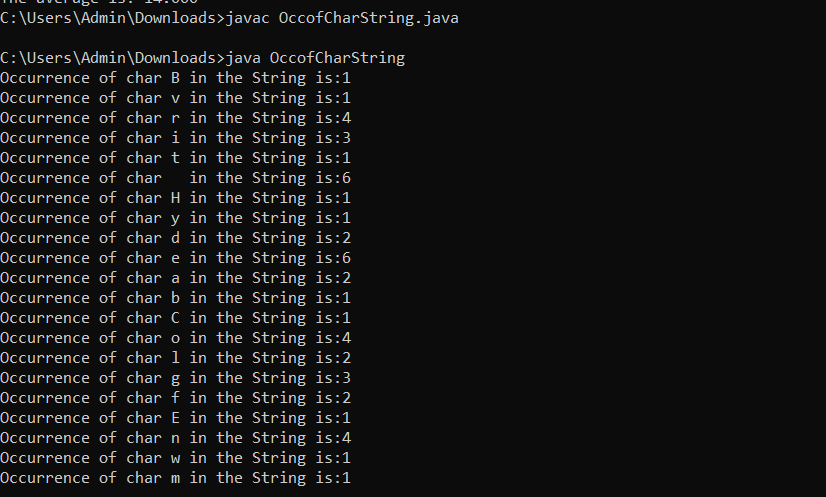 The average is: 14.000
C:\Users\Admin\Downloads>javac OccofCharString.java
C:\Users\Admin\Downloads>java OccofCharString
Occurrence of char B in the String is:1
Occurrence of char v in the String is:1
Occurrence of char r in the String is:4
Occurrence of char i in the String is:3
Occurrence of char t in the String is:1
Occurrence of char   in the String is:6
Occurrence of char H in the String is:1
Occurrence of char y in the String is:1
Occurrence of char d in the String is:2
Occurrence of char e in the String is:6
Occurrence of char a in the String is:2
Occurrence of char b in the String is:1
Occurrence of char C in the String is:1
Occurrence of char o in the String is:4
Occurrence of char l in the String is:2
Occurrence of char g in the String is:3
Occurrence of char f in the String is:2
Occurrence of char E in the String is:1
Occurrence of char n in the String is:4
Occurrence of char w in the String is:1
Occurrence of char m in the String is:1